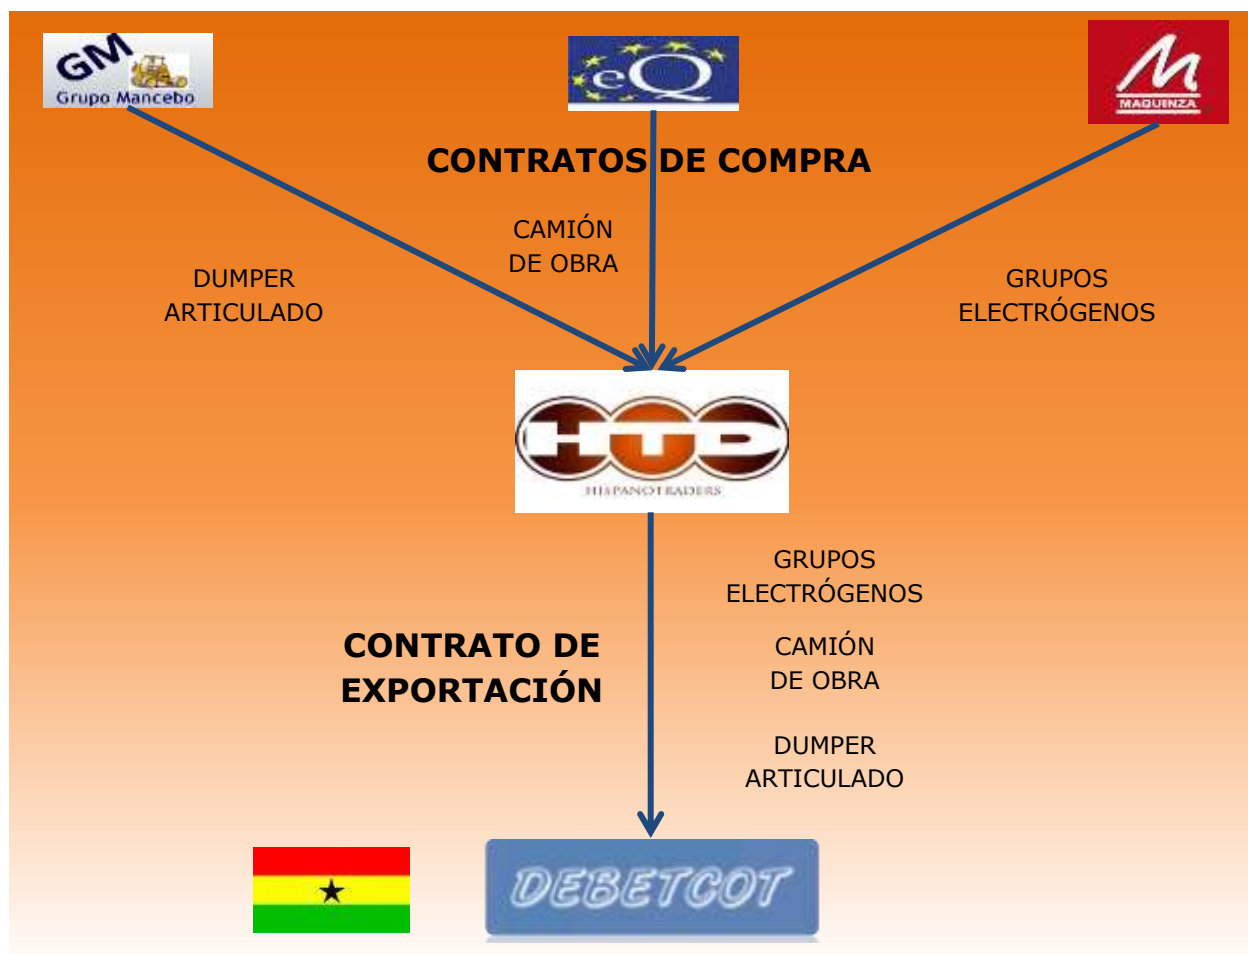 GM
Grupo Mancebo
eQ
M
MAQUINZA
CONTRATOS DE COMPRA
CAMIÓN
DE OBRA
DUMPER
ARTICULADO
GRUPOS
ELECTRÓGENOS
HTD
HISPANOTRADERS
GRUPOS
ELECTRÓGENOS
CONTRATO DE
EXPORTACIÓN
CAMIÓN
DE OBRA
DUMPER
ARTICULADO
DEBETCOT